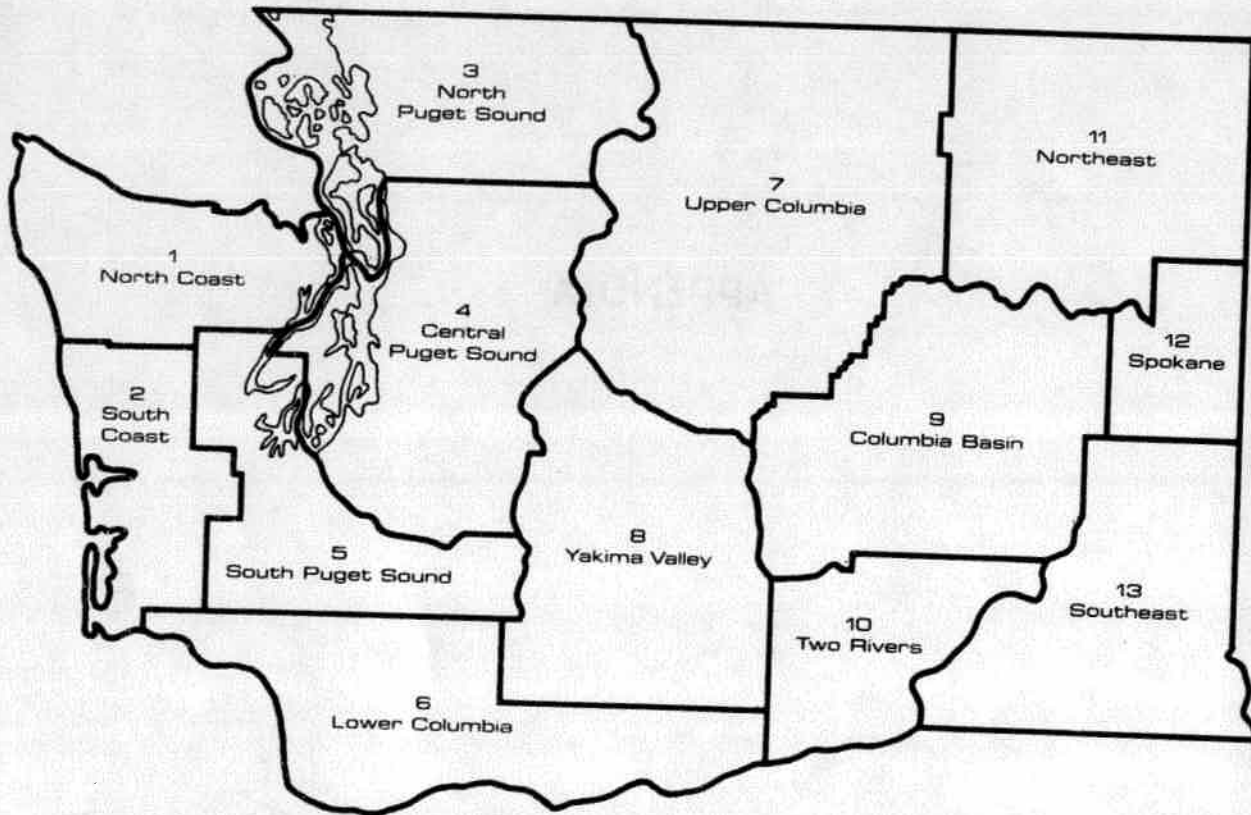 1
North Coast
2
South
Coast
3
North
Puget Sound
4
Central
Puget Sound
5
South Puget Sound
6
Lower Columbia
7
Upper Columbia
8
Yakima Valley
9
Columbia Basin
10
Two Rivers
11
Northeast
12
Spokane
13
Southeast
APPENDIX